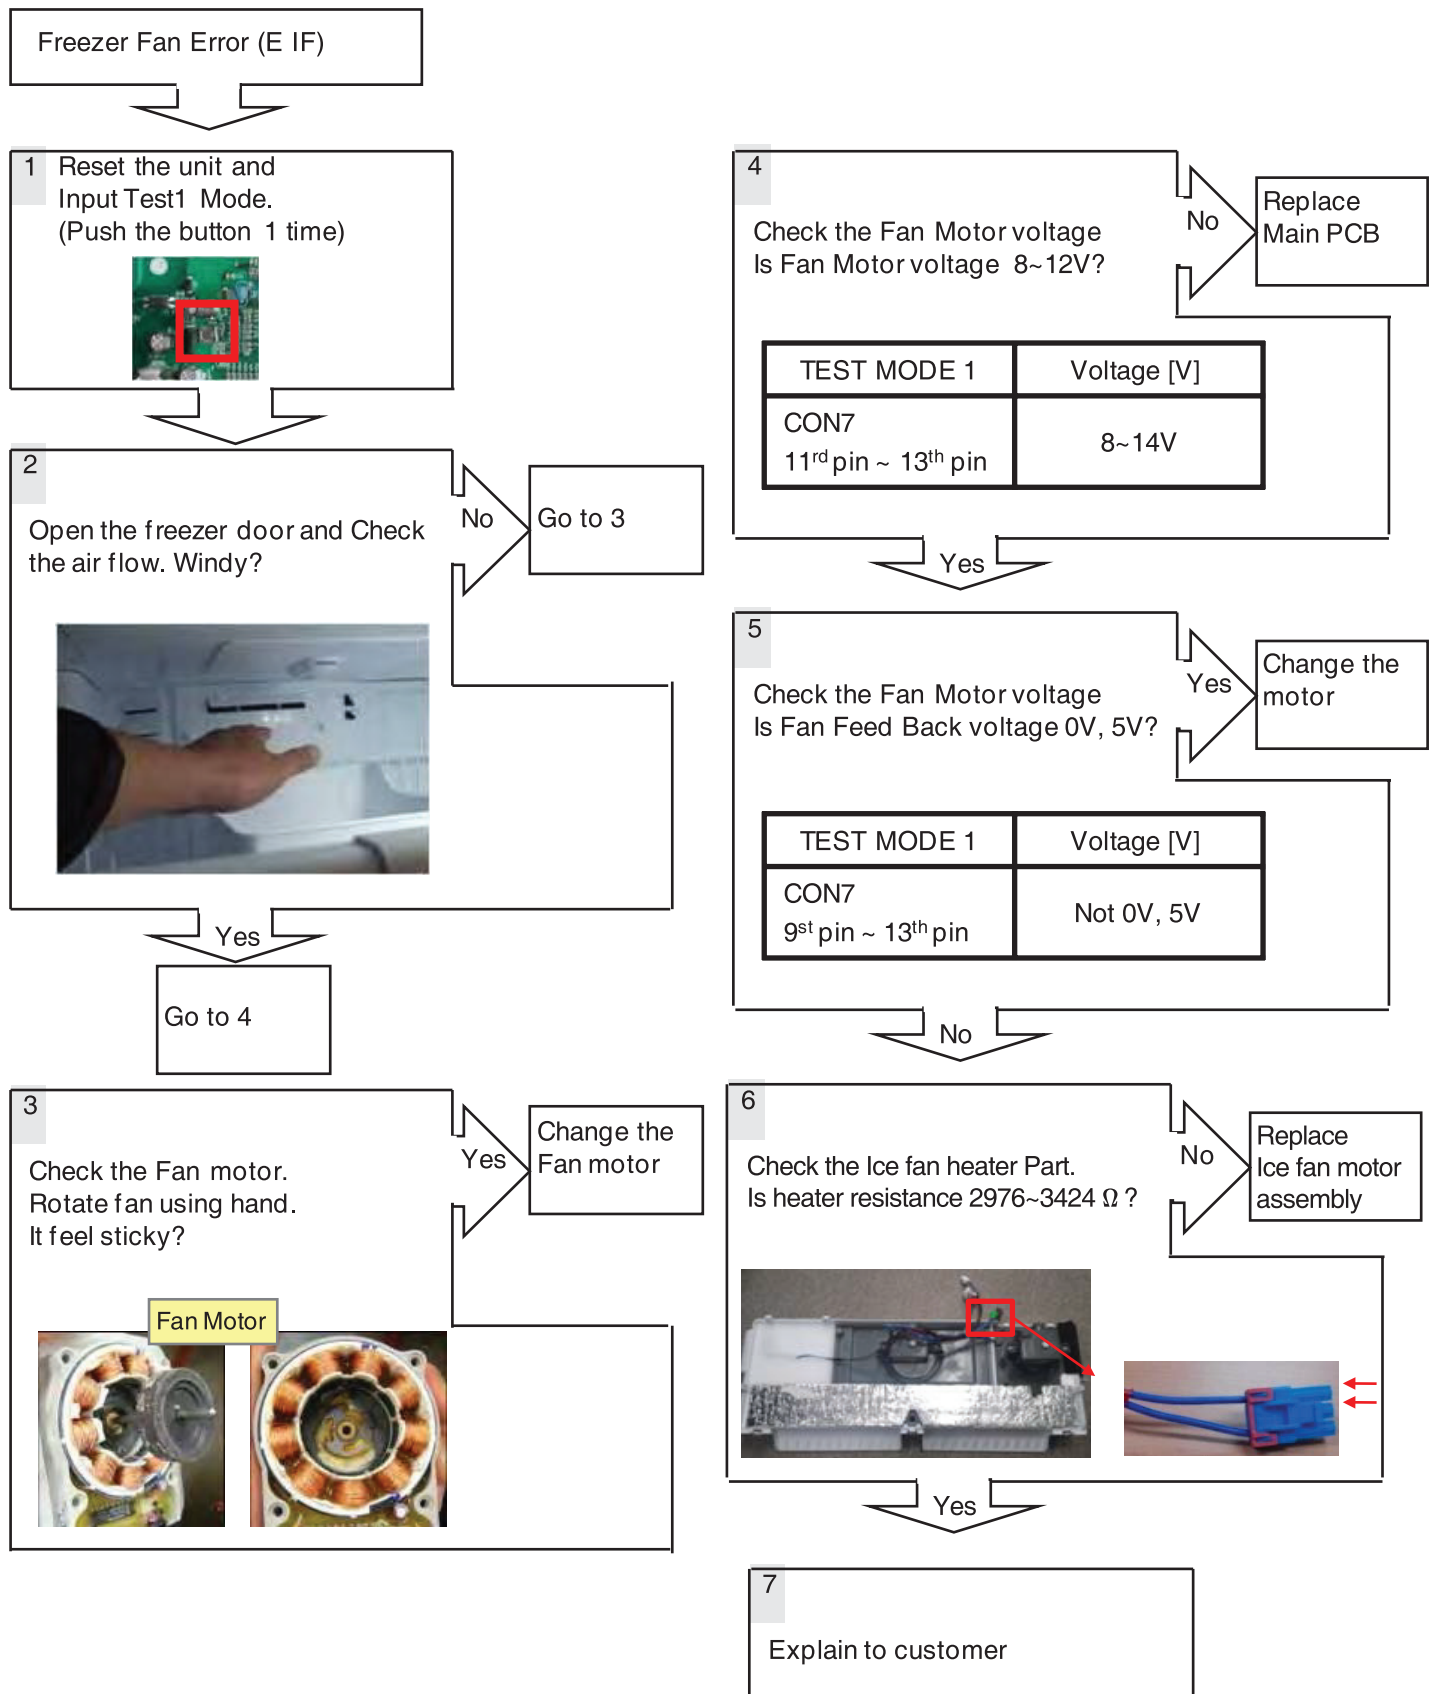 Freezer Fan Error (E IF)
1
Reset the unit and
Input Test1 Mode.
(Push the button 1 time)
2
Open the freezer door and Check
the air flow. Windy?
No
Go to 3
Yes
Go to 4
3
Check the Fan motor.
Rotate fan using hand.
It feel sticky?
Yes
Change the
Fan motor
Fan Motor
4
Check the Fan Motor voltage
Is Fan Motor voltage 8~12V?
No
Replace
Main PCB
TEST MODE 1 Voltage [V]
CON7
11rd pin ~ 13th pin
8~14V
Yes
5
Check the Fan Motor voltage
Is Fan Feed Back voltage 0V, 5V?
Yes
Change the
motor
TEST MODE 1 Voltage [V]
CON7
9st pin ~ 13th pin
Not 0V, 5V
No
6
Check the Ice fan heater Part.
Is heater resistance 2976~3424 Ω ?
No
Replace
Ice fan motor
assembly
Yes
7
Explain to customer